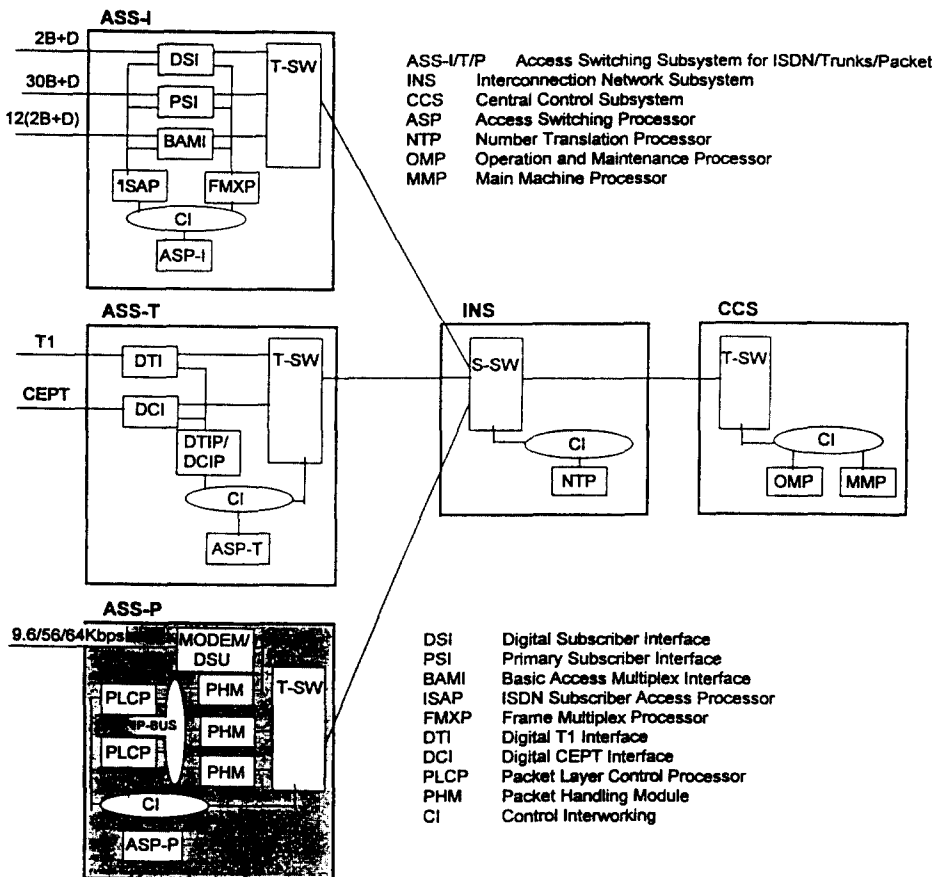 ASS-I
2B+D
DSI
T-SW
30B+D
PSI
12(2B+D)
BAMI
1SAP
FMXP
CI
ASP-I
ASS-I/T/P Access Switching Subsystem for ISDN/Trunks/Packet
INS Interconnection Network Subsystem
CCS Central Control Subsystem
ASP Access Switching Processor
NTP Number Translation Processor
OMP Operation and Maintenance Processor
MMP Main Machine Processor
ASS-T
T1
DTI
T-SW
CEPT
DCI
DTIP/
DCIP
CI
ASP-T
INS
S-SW
CI
NTP
CCS
T-SW
CI
OMP
MMP
ASS-P
9.6/56/64Kbps
MODEM/
DSU
T-SW
PLCP
PHM
IP-BUS
PHM
PLCP
PHM
CI
ASP-P
DSI Digital Subscriber Interface
PSI Primary Subscriber Interface
BAMI Basic Access Multiplex Interface
ISAP ISDN Subscriber Access Processor
FMXP Frame Multiplex Processor
DTI Digital T1 Interface
DCI Digital CEPT Interface
PLCP Packet Layer Control Processor
PHM Packet Handling Module
CI Control Interworking